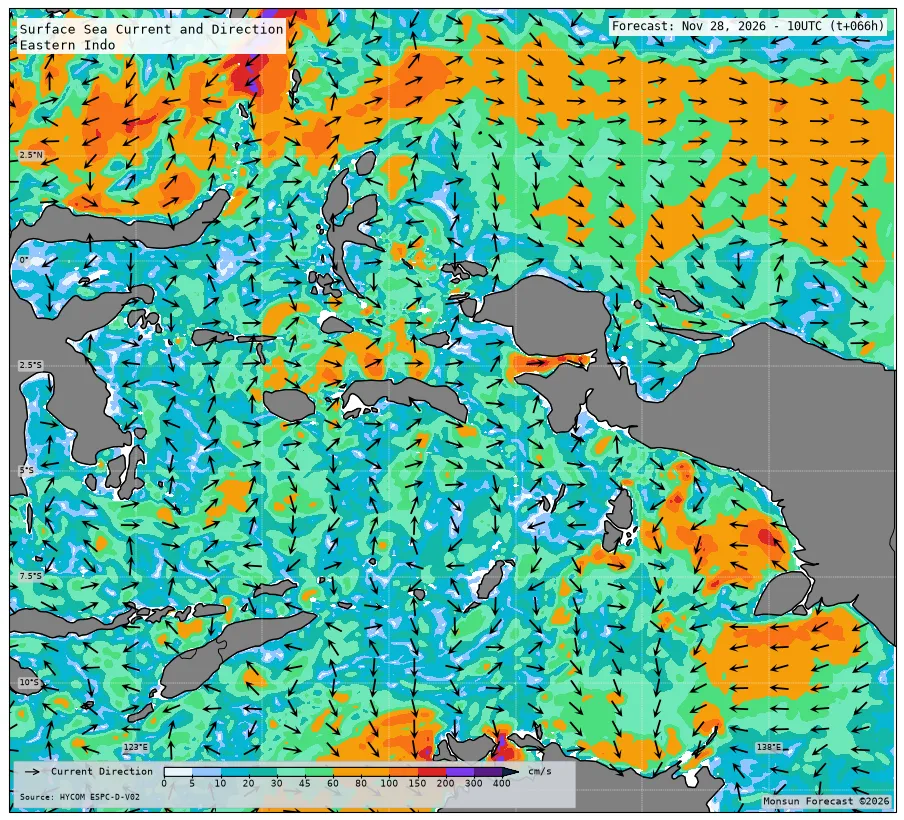 Surface Sea Current and Direction
Eastern Indo
Forecast: Nov 28, 2026 - 10UTC (t+066h)
2.5°N
0°
2.5°S
5°S
7.5°S
10°S
123°E
138°E
Current Direction
0 5 10 20 30 45 60 80 100 150 200 300 400
cm/s
Source: HYCOM ESPC-D-V02
Monsun Forecast ©2026